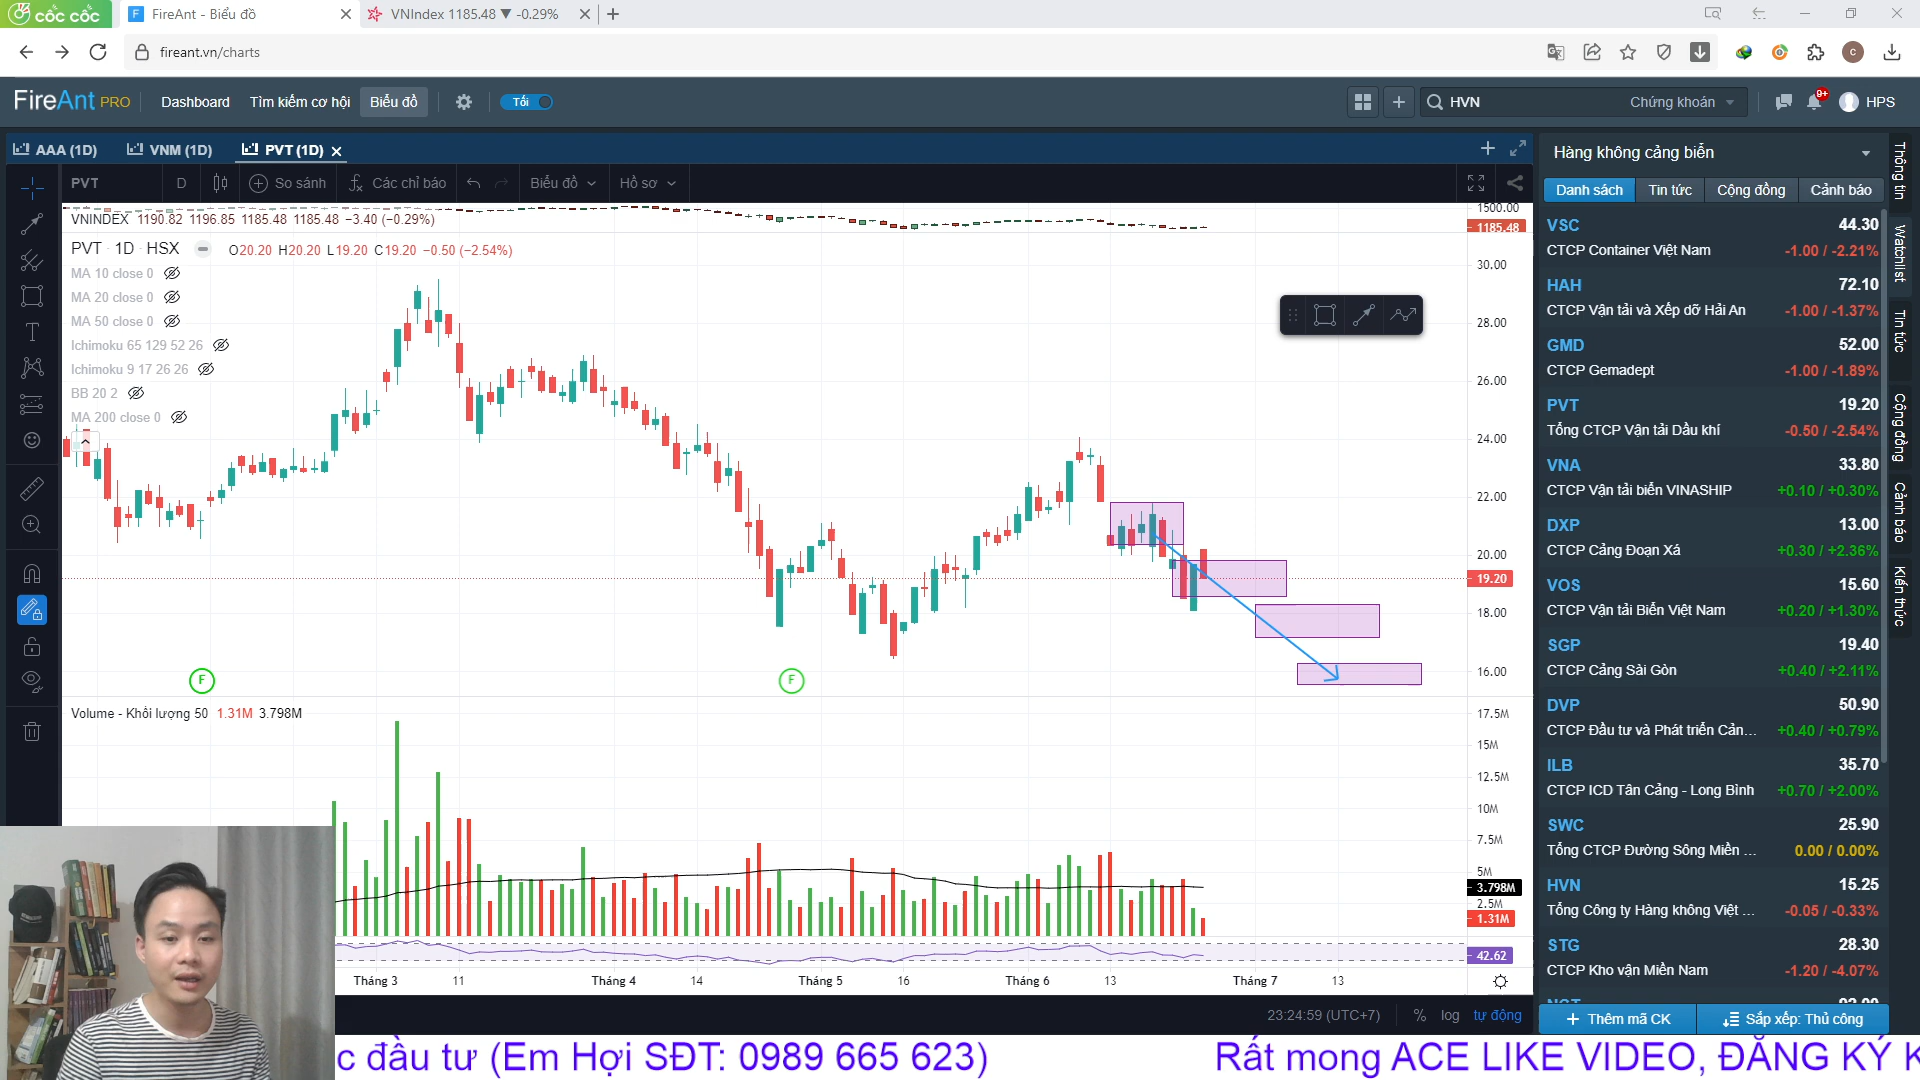 cốc cốc
FireAnt - Biểu đồ
VNIndex 1185.48 ▼ -0.29%
fireant.vn/charts
C
FireAnt PRO
Dashboard
Tìm kiếm cơ hội
Biểu đồ
Tối
HVN
Chứng khoán
9+
HPS
AAA (1D)
VNM (1D)
PVT (1D)
PVT
D
So sánh
Các chỉ báo
Biểu đồ
Hồ sơ
VNINDEX 1190.82 1196.85 1185.48 1185.48 −3.40 (−0.29%)
PVT · 1D · HSX
O20.20 H20.20 L19.20 C19.20 −0.50 (−2.54%)
MA 10 close 0
MA 20 close 0
MA 50 close 0
Ichimoku 65 129 52 26
Ichimoku 9 17 26 26
BB 20 2
MA 200 close 0
F
F
1500.00
1185.48
30.00
28.00
26.00
24.00
22.00
20.00
19.20
18.00
16.00
Volume - Khối lượng 50 1.31M 3.798M
17.5M
15M
12.5M
10M
7.5M
5M
3.798M
2.5M
1.31M
42.62
Tháng 3
11
Tháng 4
14
Tháng 5
16
Tháng 6
13
Tháng 7
13
23:24:59 (UTC+7)
%
log
tự động
Hàng không cảng biển
Danh sách
Tin tức
Cộng đồng
Cảnh báo
VSC 44.30
CTCP Container Việt Nam -1.00 / -2.21%
HAH 72.10
CTCP Vận tải và Xếp dỡ Hải An -1.00 / -1.37%
GMD 52.00
CTCP Gemadept -1.00 / -1.89%
PVT 19.20
Tổng CTCP Vận tải Dầu khí -0.50 / -2.54%
VNA 33.80
CTCP Vận tải biển VINASHIP +0.10 / +0.30%
DXP 13.00
CTCP Cảng Đoạn Xá +0.30 / +2.36%
VOS 15.60
CTCP Vận tải Biển Việt Nam +0.20 / +1.30%
SGP 19.40
CTCP Cảng Sài Gòn +0.40 / +2.11%
DVP 50.90
CTCP Đầu tư và Phát triển Cản... +0.40 / +0.79%
ILB 35.70
CTCP ICD Tân Cảng - Long Bình +0.70 / +2.00%
SWC 25.90
Tổng CTCP Đường Sông Miền ... 0.00 / 0.00%
HVN 15.25
Tổng Công ty Hàng không Việt ... -0.05 / -0.33%
STG 28.30
CTCP Kho vận Miền Nam -1.20 / -4.07%
Thêm mã CK
Sắp xếp: Thủ công
Thông tin
Watchlist
Tin tức
Cộng đồng
Cảnh báo
Kiến thức
c đầu tư (Em Hợi SĐT: 0989 665 623)
Rất mong ACE LIKE VIDEO, ĐĂNG KÝ K